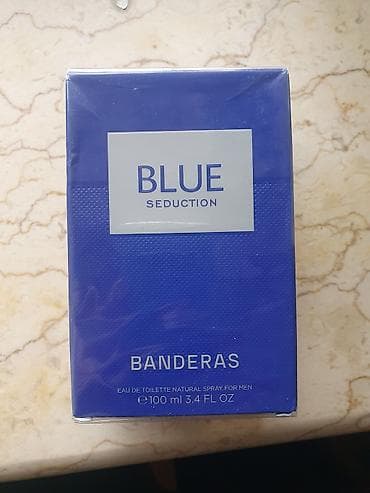 BLUE
SEDUCTION
BANDERAS
EAU DE TOILETTE NATURAL SPRAY FOR MEN
℮100 ml 3.4 FL OZ